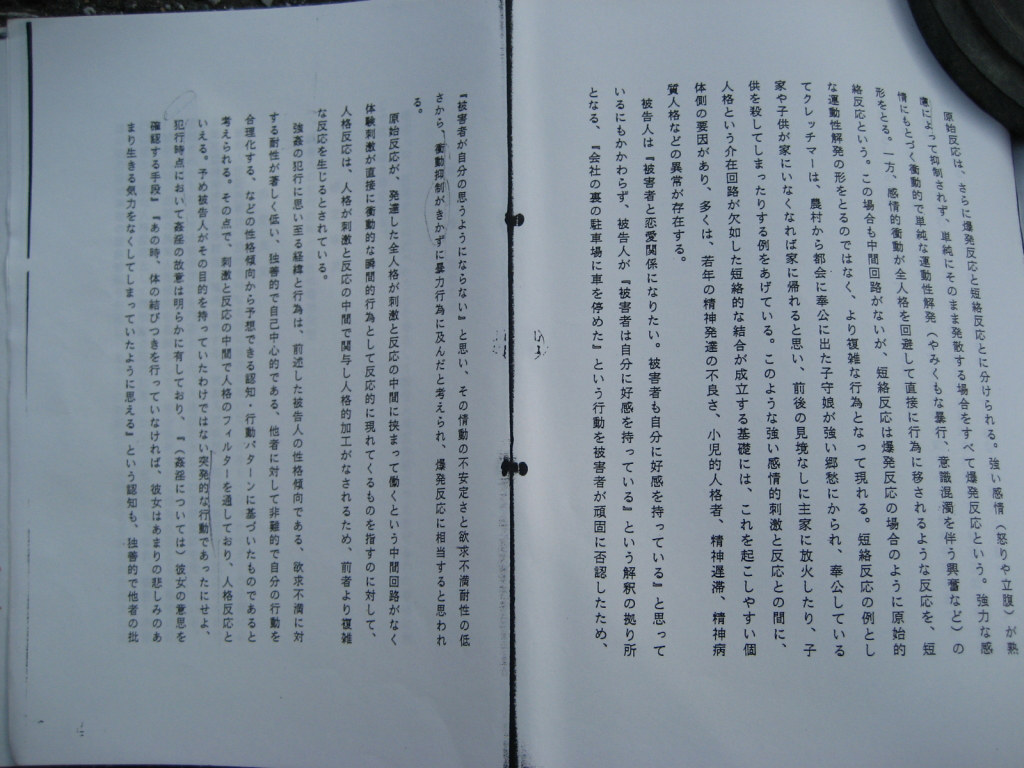 原始反応は、さらに爆発反応と短絡反応とに分けられる。強い感情（怒りや立腹）が熟
慮によって抑制されず、単純にそのまま発散する場合をすべて爆発反応という。強力な感
情にもとづく衝動的で単純な運動性解発（やみくもな暴行、意識混濁を伴う興奮など）の
形をとる。一方、感情的衝動が全人格を回避して直接に行為に移されるような反応を、短
絡反応という。この場合も中間回路がないが、短絡反応は爆発反応の場合のように原始的
な運動性解発の形をとるのではなく、より複雑な行為となって現れる。短絡反応の例とし
てクレッチマーは、農村から都会に奉公に出た子守娘が強い郷愁にかられ、奉公している
家や子供が家にいなくなれば家に帰れると思い、前後の見境なしに主家に放火したり、子
供を殺してしまったりする例をあげている。このような強い感情的刺激と反応との間に、
人格という介在回路が欠如した短絡的な結合が成立する基礎には、これを起こしやすい個
体側の要因があり、多くは、若年の精神発達の不良さ、小児的人格者、精神遅滞、精神病
質人格などの異常が存在する。
被告人は『被害者と恋愛関係になりたい。被害者も自分に好感を持っている』と思って
いるにもかかわらず、被告人が『被害者は自分に好感を持っている』という解釈の拠り所
となる、『会社の裏の駐車場に車を停めた』という行動を被害者が頑固に否認したため、
『被害者が自分の思うようにならない』と思い、その情動の不安定さと欲求不満耐性の低
さから、衝動抑制がきかずに暴力行為に及んだと考えられ、爆発反応に相当すると思われ
る。
原始反応が、発達した全人格が刺激と反応の中間に挟まって働くという中間回路がなく
体験刺激が直接に衝動的な瞬間的行為として反応的に現れてくるものを指すのに対して、
人格反応は、人格が刺激と反応の中間で関与し人格的加工がなされるため、前者より複雑
な反応を生じるとされている。
強姦の犯行に思い至る経緯と行為は、前述した被告人の性格傾向である、欲求不満に対
する耐性が著しく低い、独善的で自己中心的である、他者に対して非難的で自分の行動を
合理化する、などの性格傾向から予想できる認知・行動パターンに基づいたものであると
考えられる。その点で、刺激と反応の中間で人格のフィルターを通しており、人格反応と
いえる。予め被告人がその目的を持っていたわけではない突発的な行動であったにせよ、
犯行時点において姦淫の故意は明らかに有しており、『（姦淫については）彼女の意思を
確認する手段』『あの時、体の結びつきを行っていなければ、彼女はあまりの悲しみのあ
まり生きる気力をなくしてしまっていたように思える』という認知も、独善的で他者の批